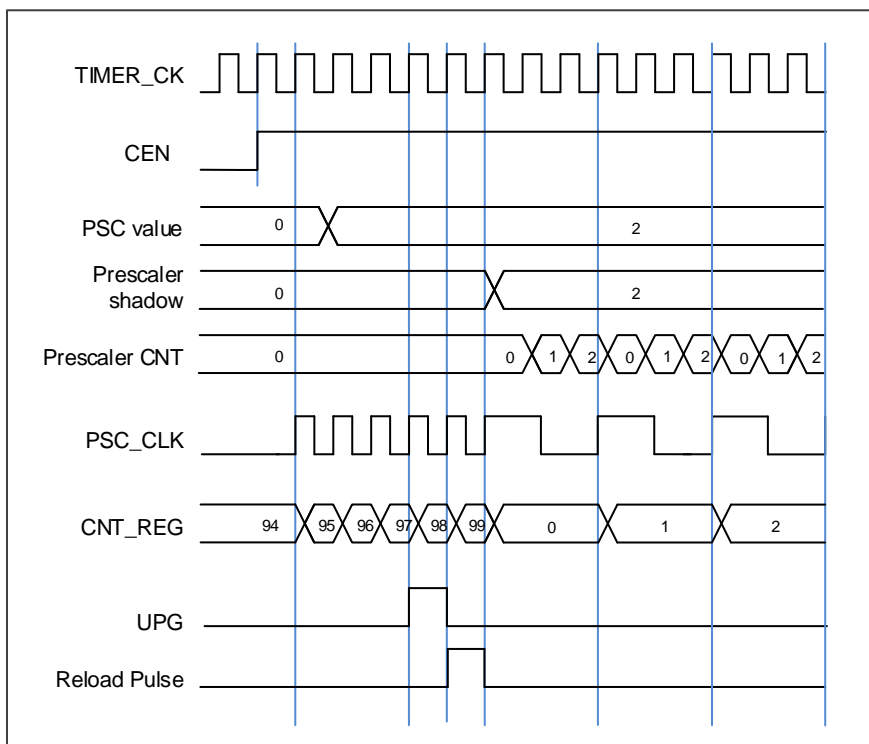 TIMER_CK
CEN
PSC value 0 2
Prescaler
shadow 0 2
Prescaler CNT 0 0 1 2 0 1 2 0 1 2
PSC_CLK
CNT_REG 94 95 96 97 98 99 0 1 2
UPG
Reload Pulse